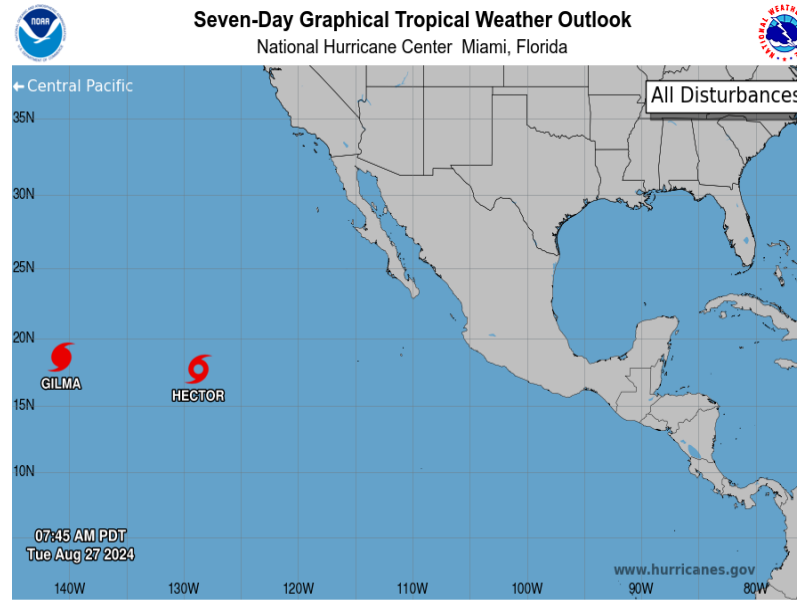 Seven-Day Graphical Tropical Weather Outlook
National Hurricane Center Miami, Florida
NOAA
Central Pacific
All Disturbances
35N
30N
25N
20N
GILMA
HECTOR
15N
10N
07:45 AM PDT
Tue Aug 27 2024
www.hurricanes.gov
140W
130W
120W
110W
100W
90W
80W